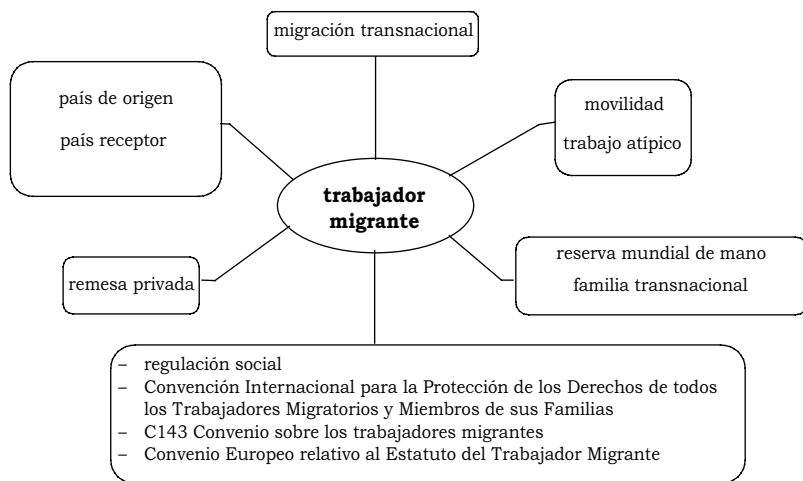 migración transnacional
país de origen
país receptor
movilidad
trabajo atípico
trabajador
migrante
remesa privada
reserva mundial de mano
familia transnacional
– regulación social
– Convención Internacional para la Protección de los Derechos de todos
los Trabajadores Migratorios y Miembros de sus Familias
– C143 Convenio sobre los trabajadores migrantes
– Convenio Europeo relativo al Estatuto del Trabajador Migrante